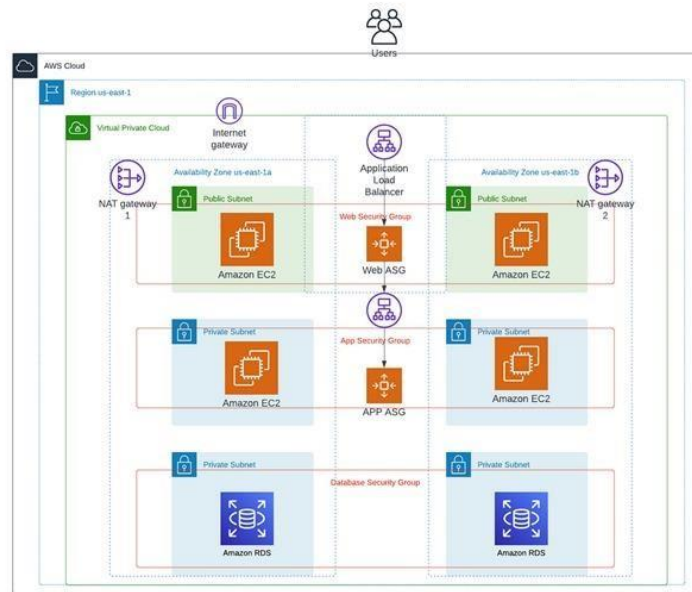 Users
AWS Cloud
Region us-east-1
Internet
gateway
Virtual Private Cloud
Application
Load
Balancer
Availability Zone us-east-1a
Availability Zone us-east-1b
NAT gateway
1
NAT gateway
2
Public Subnet
Public Subnet
Web Security Group
Amazon EC2
Web ASG
Amazon EC2
Private Subnet
Private Subnet
App Security Group
Amazon EC2
APP ASG
Amazon EC2
Private Subnet
Private Subnet
Database Security Group
Amazon RDS
Amazon RDS